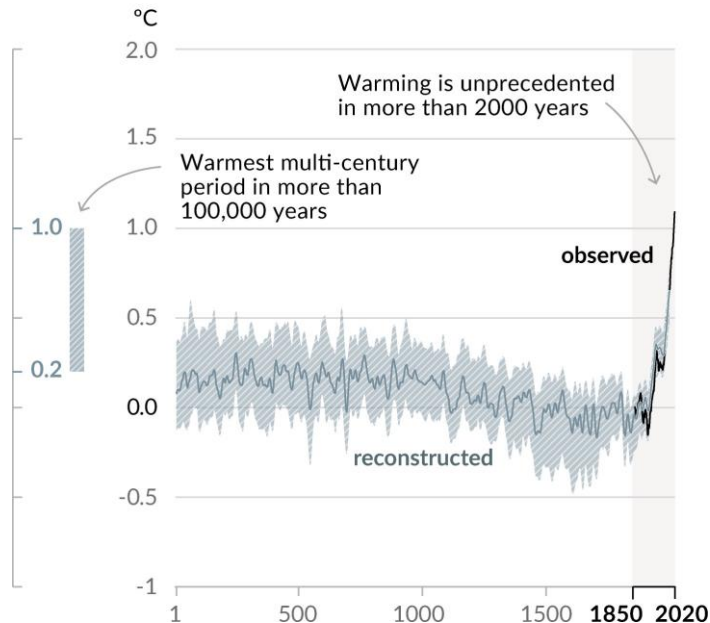 ºC
2.0
Warming is unprecedented
in more than 2000 years
1.5
Warmest multi-century
period in more than
100,000 years
1.0
1.0
observed
0.5
0.2
0.0
reconstructed
-0.5
-1
1
500
1000
1500
1850
2020